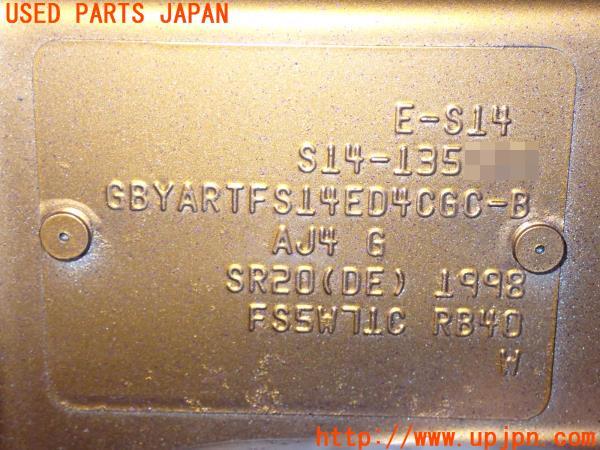 USED PARTS JAPAN
E-S14
S14-135
GBYARTFS14ED4CGC-B
AJ4 G
SR20(DE) 1998
FS5W71C RB40
W
http://www.upjpn.com